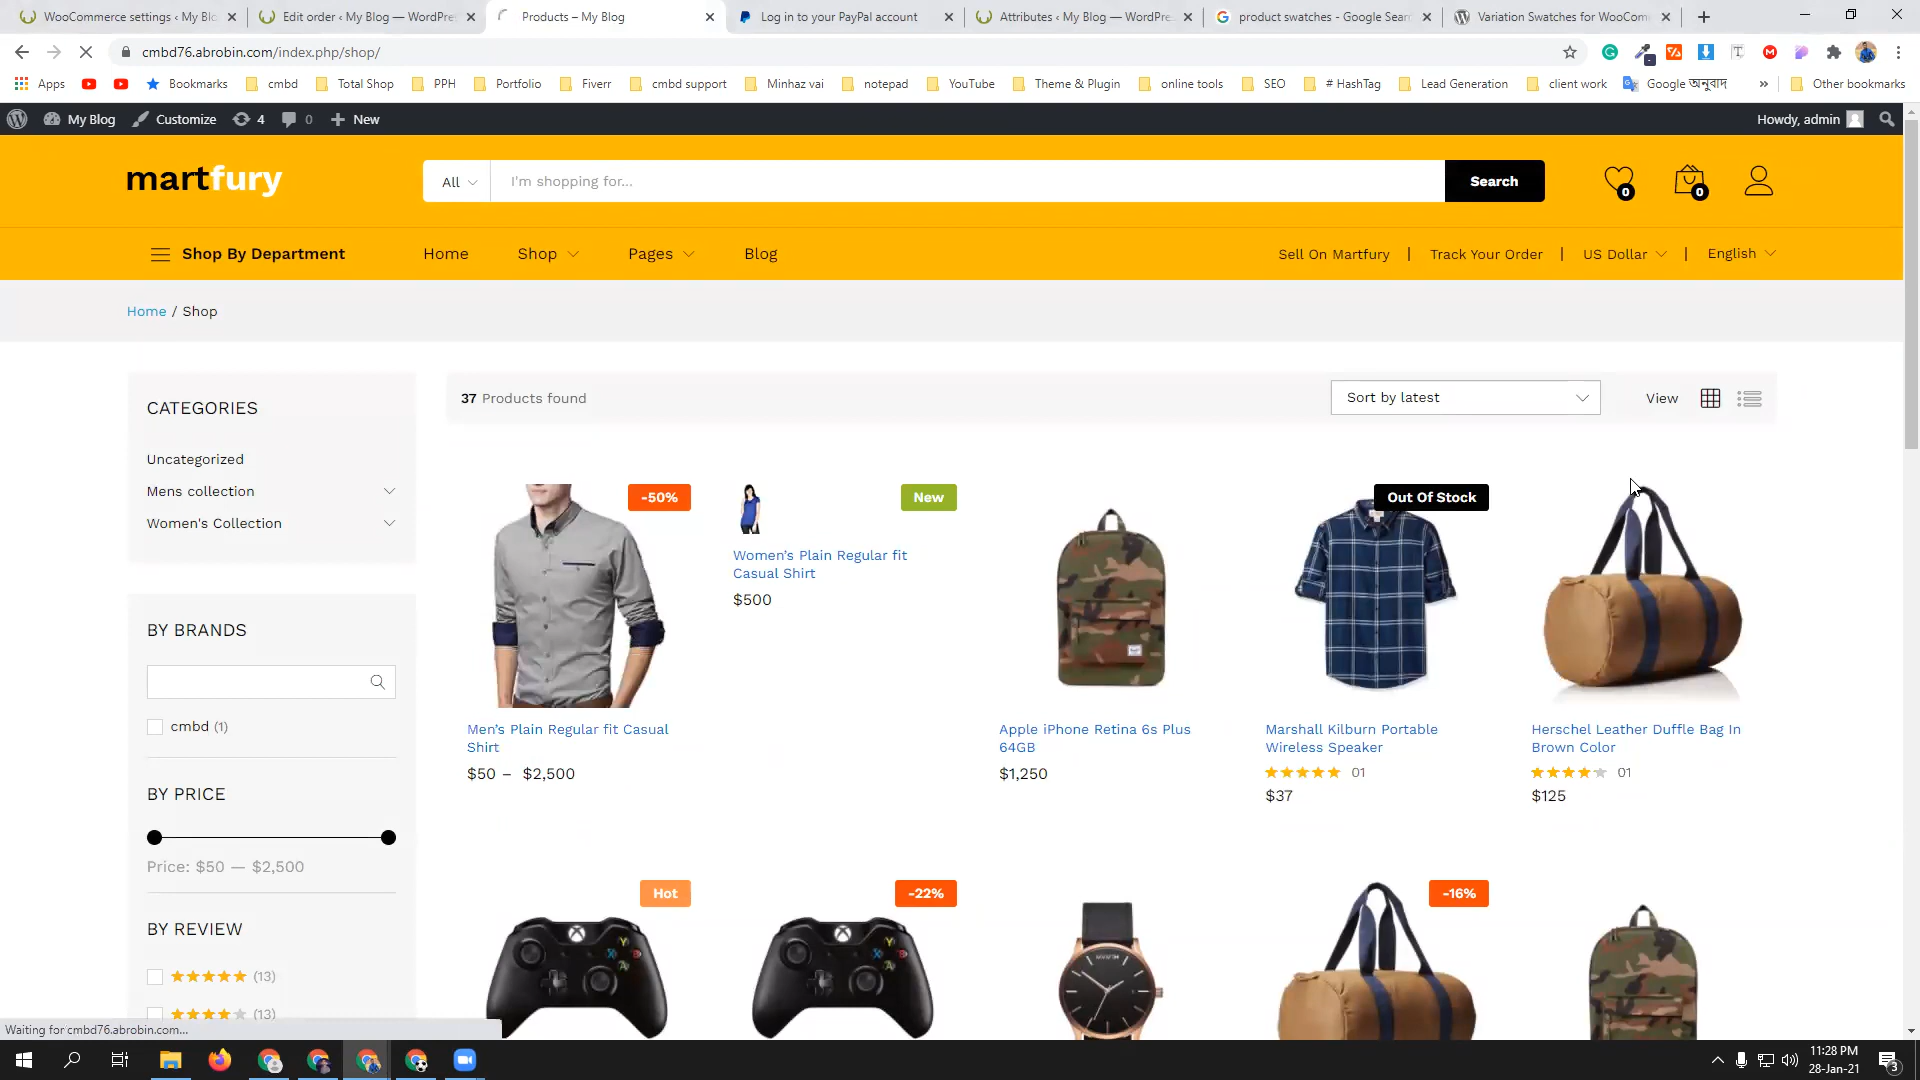 WooCommerce settings ‹ My Blo
Edit order ‹ My Blog — WordPres
Products – My Blog
Log in to your PayPal account
Attributes ‹ My Blog — WordPre
product swatches - Google Sear
Variation Swatches for WooCom
cmbd76.abrobin.com/index.php/shop/
Apps
Bookmarks
cmbd
Total Shop
PPH
Portfolio
Fiverr
cmbd support
Minhaz vai
notepad
YouTube
Theme & Plugin
online tools
SEO
# HashTag
Lead Generation
client work
Google অনুবাদ
»
Other bookmarks
My Blog
Customize
4
0
New
Howdy, admin
martfury
All
I'm shopping for...
Search
0
0
Shop By Department
Home
Shop
Pages
Blog
Sell On Martfury
Track Your Order
US Dollar
English
Home / Shop
CATEGORIES
Uncategorized
Mens collection
Women's Collection
37 Products found
Sort by latest
View
-50%
New
Out Of Stock
Women’s Plain Regular fit
Casual Shirt
$500
Men’s Plain Regular fit Casual
Shirt
$50 – $2,500
Apple iPhone Retina 6s Plus
64GB
$1,250
Marshall Kilburn Portable
Wireless Speaker
01
$37
Herschel Leather Duffle Bag In
Brown Color
01
$125
BY BRANDS
cmbd (1)
BY PRICE
Price: $50 — $2,500
BY REVIEW
(13)
(13)
Hot
-22%
-16%
Waiting for cmbd76.abrobin.com...
11:28 PM
28-Jan-21
3